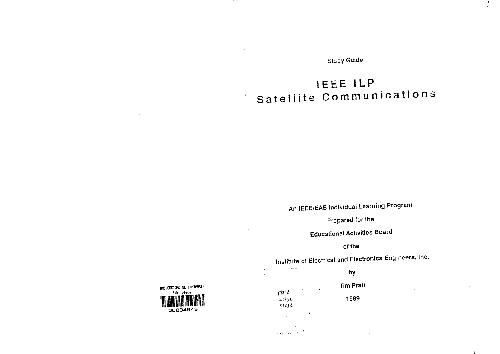 Study Guide
IEEE ILP
Satellite Communications
An IEEE/EAB Individual Learning Program
Prepared for the
Educational Activities Board
of the
Institute of Electrical and Electronics Engineers, Inc.
by
Tim Pratt
1989